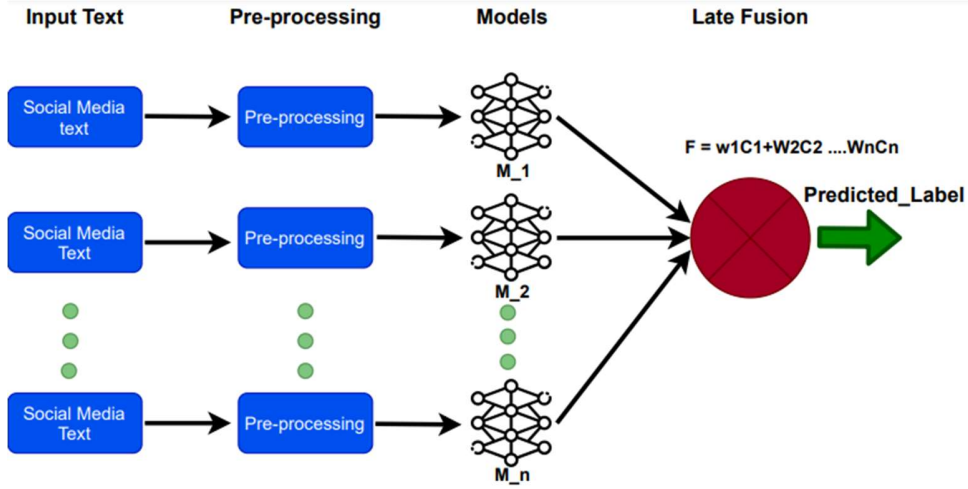 Input Text
Pre-processing
Models
Late Fusion
Social Media
text
Pre-processing
M_1
F = w1C1+W2C2 ....WnCn
Predicted_Label
Social Media
Text
Pre-processing
M_2
Social Media
Text
Pre-processing
M_n